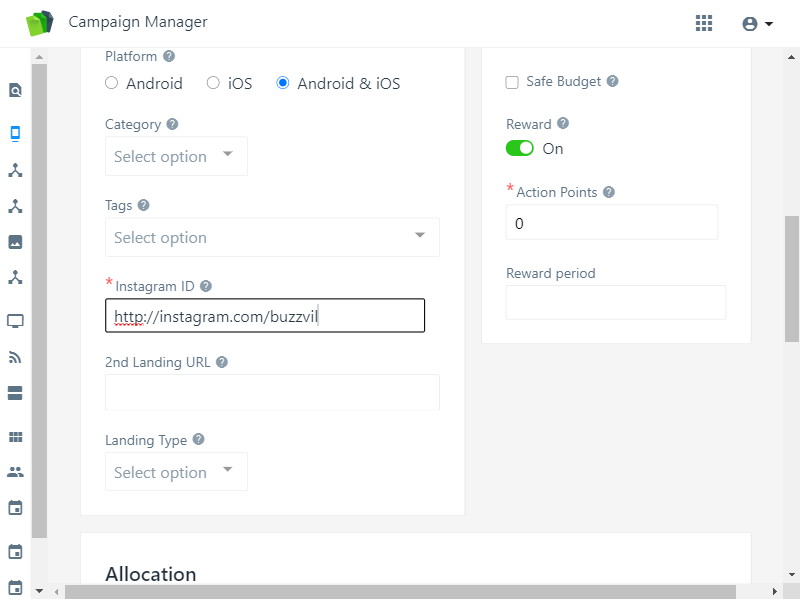 Campaign Manager
Platform
Android
iOS
Android & iOS
Category
Select option
Tags
Select option
* Instagram ID
http://instagram.com/buzzvil
2nd Landing URL
Landing Type
Select option
Safe Budget
Reward
On
* Action Points
0
Reward period
Allocation